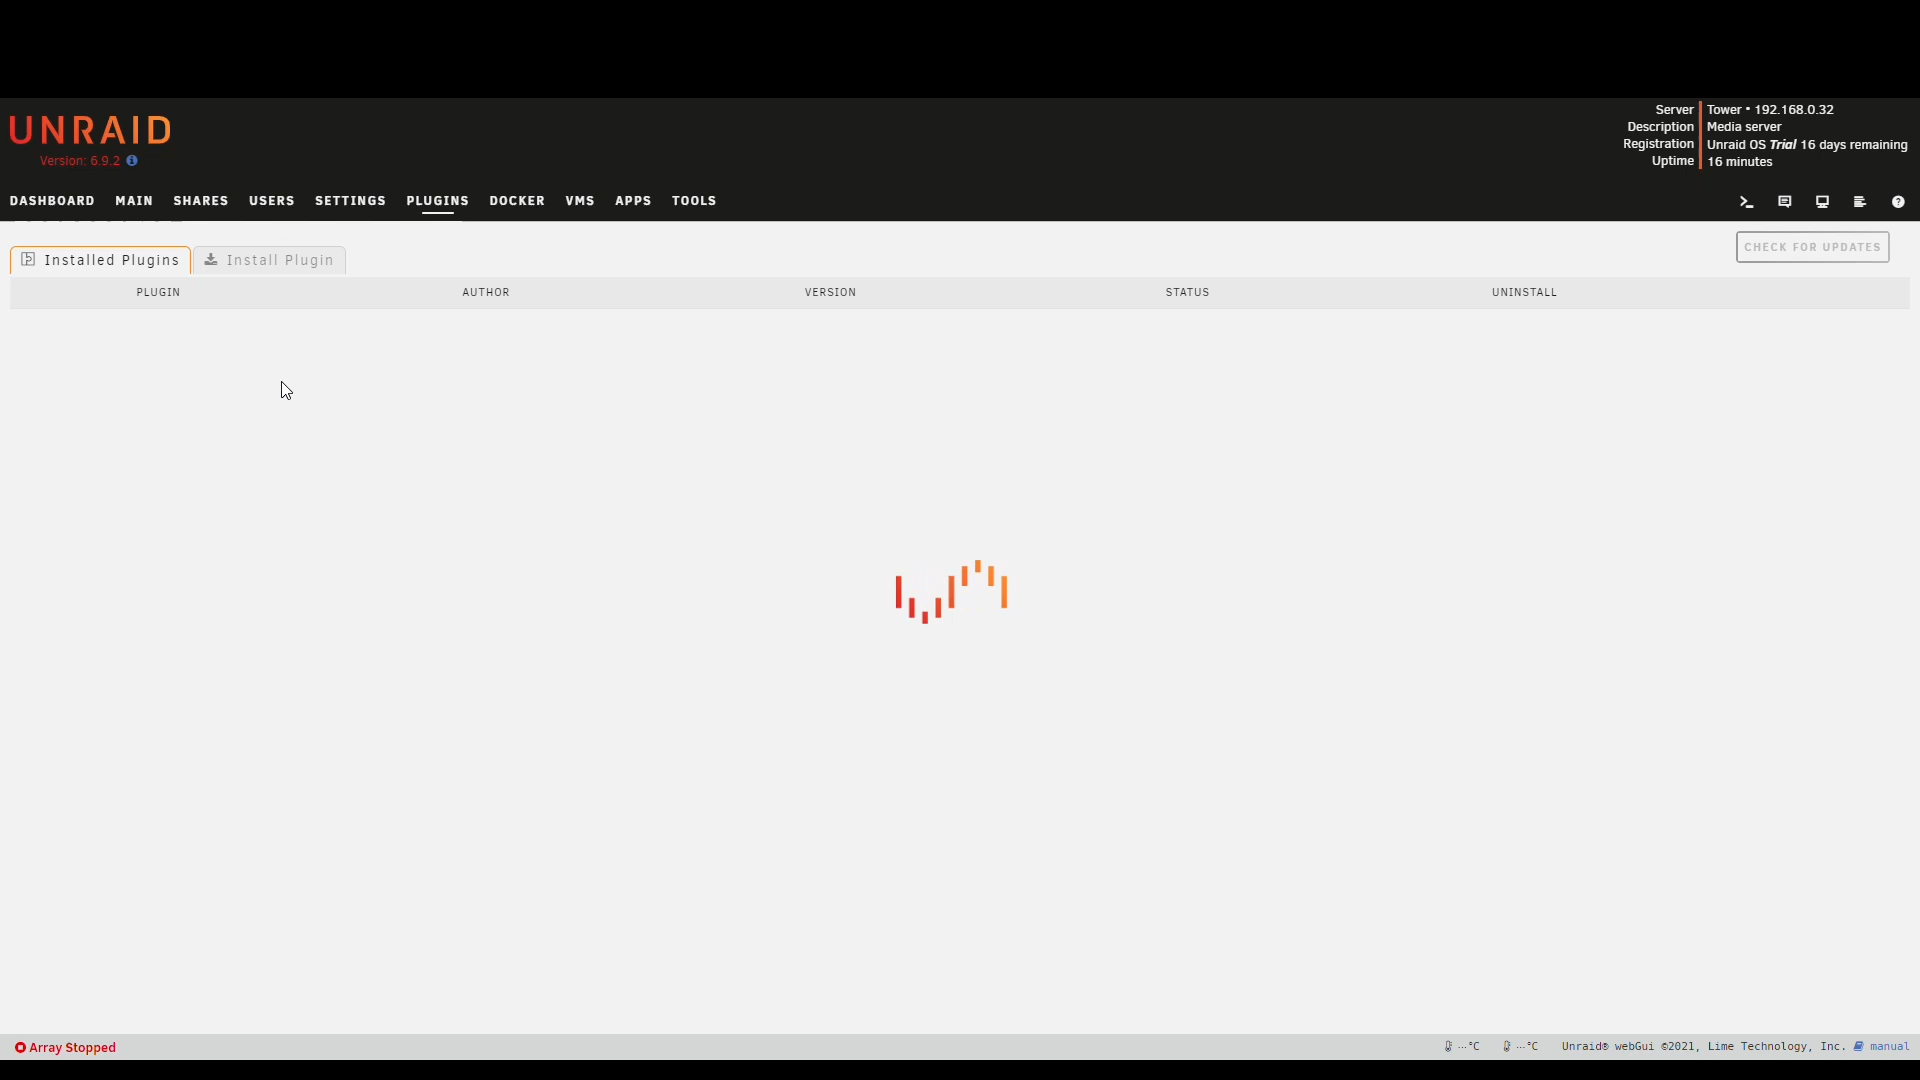 UNRAID
Version: 6.9.2
Server Tower • 192.168.0.32
Description Media server
Registration Unraid OS Trial 16 days remaining
Uptime 16 minutes
DASHBOARD MAIN SHARES USERS SETTINGS PLUGINS DOCKER VMS APPS TOOLS
Installed Plugins Install Plugin CHECK FOR UPDATES
PLUGIN AUTHOR VERSION STATUS UNINSTALL
Array Stopped ...°C ...°C Unraid® webGui ©2021, Lime Technology, Inc. manual